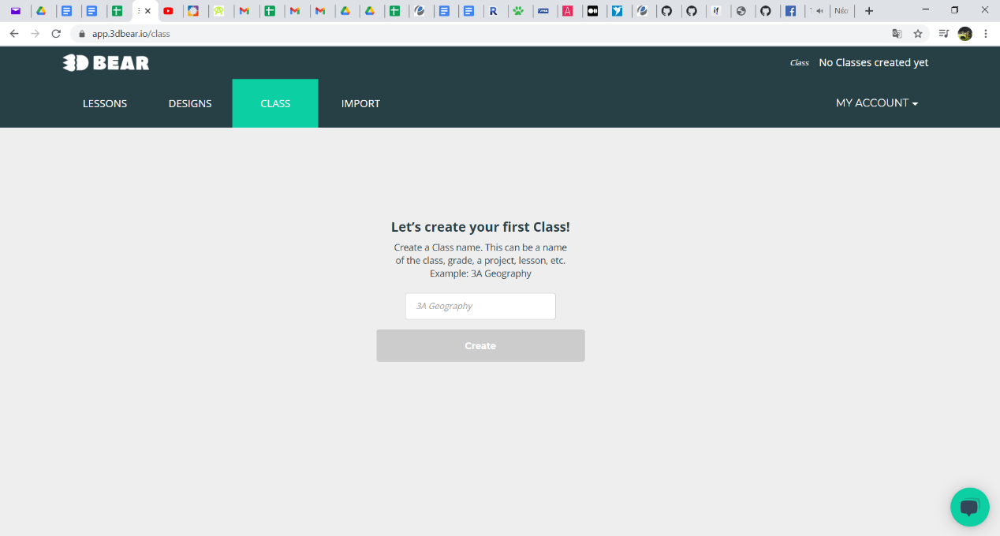 Néα
app.3dbear.io/class
3D BEAR
Class No Classes created yet
LESSONS DESIGNS CLASS IMPORT MY ACCOUNT
Let's create your first Class!
Create a Class name. This can be a name
of the class, grade, a project, lesson, etc.
Example: 3A Geography
3A Geography
Create